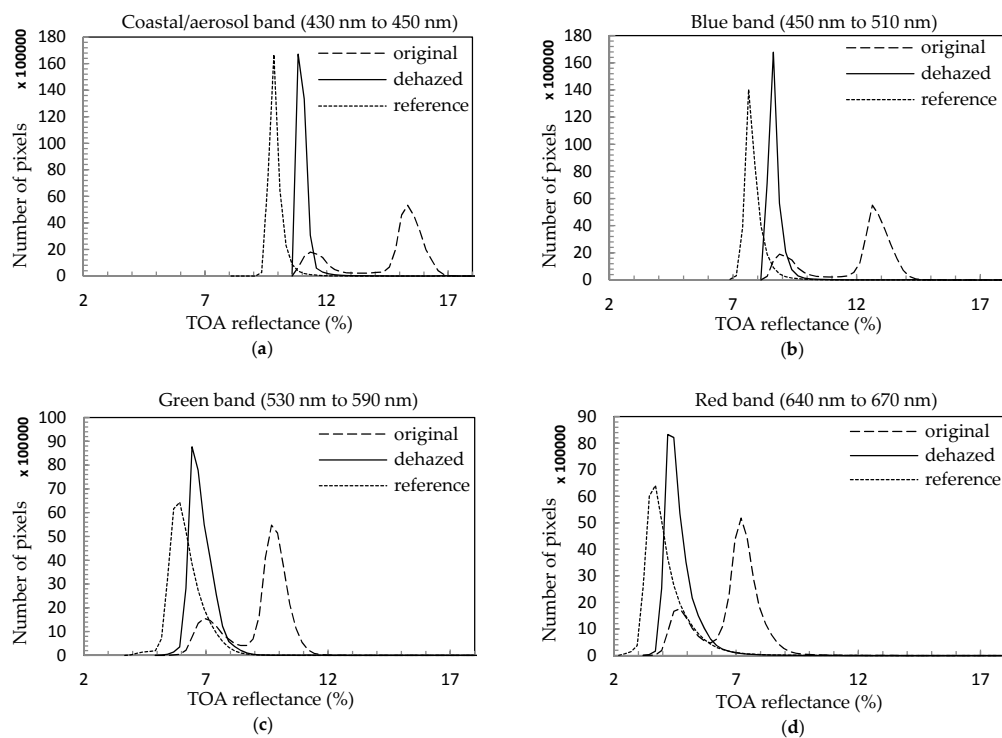 Coastal/aerosol band (430 nm to 450 nm)
x 100000
Number of pixels
180
160
140
120
100
80
60
40
20
0
original
dehazed
reference
2 7 12 17
TOA reflectance (%)
(a)
Blue band (450 nm to 510 nm)
x 100000
Number of pixels
180
160
140
120
100
80
60
40
20
0
original
dehazed
reference
2 7 12 17
TOA reflectance (%)
(b)
Green band (530 nm to 590 nm)
x 100000
Number of pixels
100
90
80
70
60
50
40
30
20
10
0
original
dehazed
reference
2 7 12 17
TOA reflectance (%)
(c)
Red band (640 nm to 670 nm)
x 100000
Number of pixels
90
80
70
60
50
40
30
20
10
0
original
dehazed
reference
2 7 12 17
TOA reflectance (%)
(d)